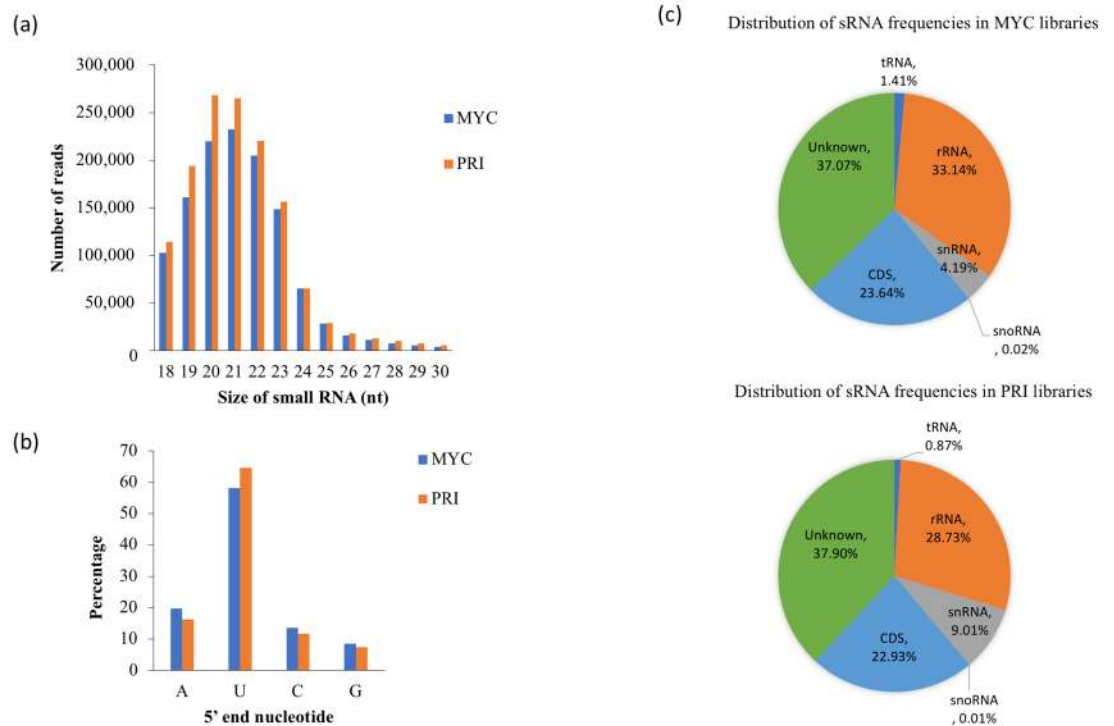 (a)
300,000
250,000
200,000
150,000
100,000
50,000
0
Number of reads
18 19 20 21 22 23 24 25 26 27 28 29 30
Size of small RNA (nt)
MYC
PRI
(b)
70
60
50
40
30
20
10
0
Percentage
A U C G
5' end nucleotide
MYC
PRI
(c)
Distribution of sRNA frequencies in MYC libraries
tRNA,
1.41%
rRNA,
33.14%
snRNA,
4.19%
snoRNA
, 0.02%
CDS,
23.64%
Unknown,
37.07%
Distribution of sRNA frequencies in PRI libraries
tRNA,
0.87%
rRNA,
28.73%
snRNA,
9.01%
snoRNA
, 0.01%
CDS,
22.93%
Unknown,
37.90%